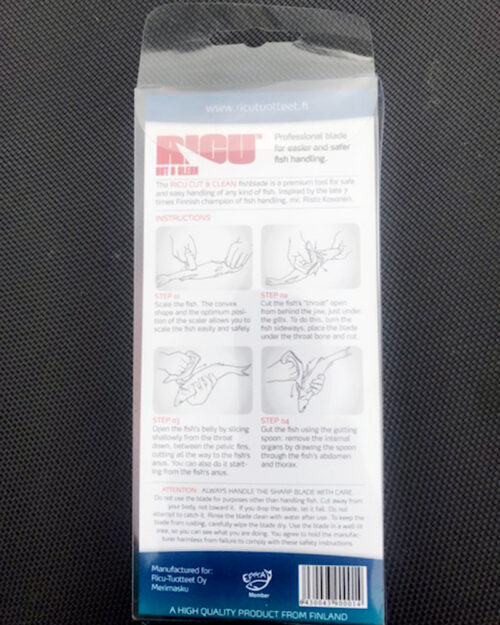 www.ricutuotteet.fi
RICU™
CUT & CLEAN
Professional blade
for easier and safer
fish handling.
The RICU CUT & CLEAN fishblade is a premium tool for safe
and easy handling of any kind of fish. Inspired by the late 7
times Finnish champion of fish handling, mr. Risto Kosonen.
INSTRUCTIONS
STEP 01
Scale the fish. The convex
shape and the optimum posi-
tion of the scaler allows you to
scale the fish easily and safely.
STEP 02
Cut the fish's "throat" open
from behind the jaw, just under
the gills. To do this, turn the
fish sideways, place the blade
under the throat bone and cut.
STEP 03
Open the fish's belly by slicing
shallowly from the throat
down, between the pelvic fins,
cutting all the way to the fish's
anus. You can also do it start-
ing from the fish's anus.
STEP 04
Gut the fish using the gutting
spoon: remove the internal
organs by drawing the spoon
through the fish's abdomen
and thorax.
ATTENTION: ALWAYS HANDLE THE SHARP BLADE WITH CARE.
Do not use the blade for purposes other than handling fish. Cut away from
your body, not toward it. If you drop the blade, let it fall. Do not
attempt to catch it. Rinse the blade clean with water after use. To keep the
blade from rusting, carefully wipe the blade dry. Use the blade in a well-lit
area, so you can see what you are doing. You agree to hold the manufac-
turer harmless from failure to comply with these safety instructions.
Manufactured for:
Ricu-Tuotteet Oy
Merimasku
Member
A HIGH QUALITY PRODUCT FROM FINLAND